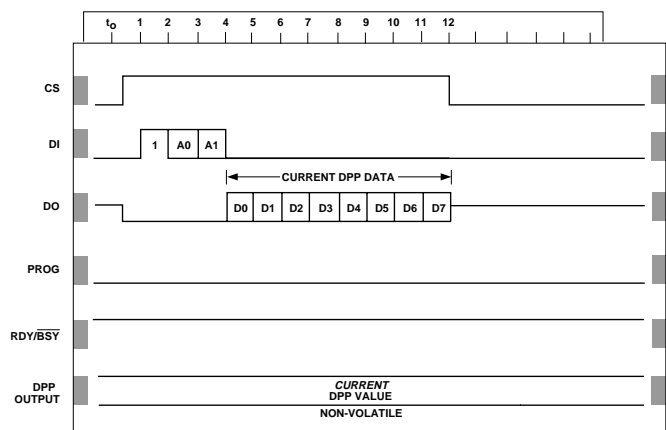 to 1 2 3 4 5 6 7 8 9 10 11 12
CS
DI
1 A0 A1
CURRENT DPP DATA
DO
D0 D1 D2 D3 D4 D5 D6 D7
PROG
RDY/BSY
DPP
OUTPUT
CURRENT
DPP VALUE
NON-VOLATILE